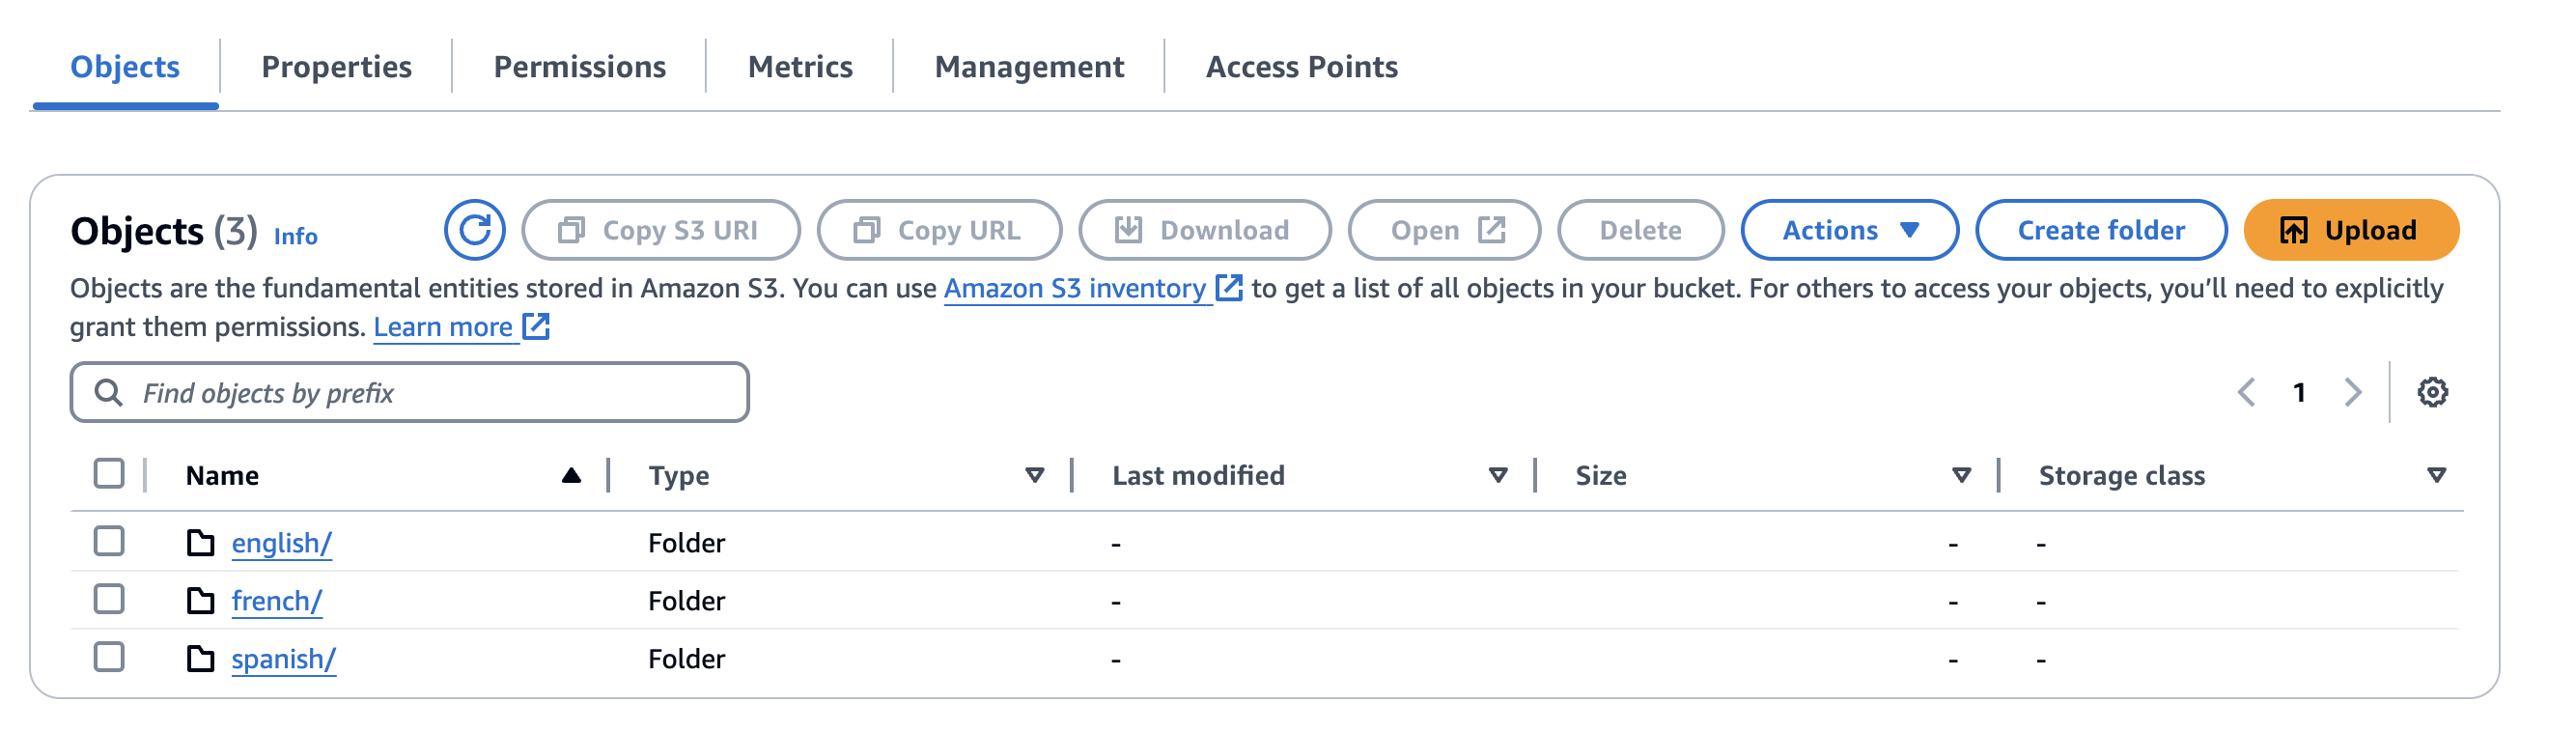 Objects Properties Permissions Metrics Management Access Points
Objects (3) Info Copy S3 URI Copy URL Download Open Delete Actions Create folder Upload
Objects are the fundamental entities stored in Amazon S3. You can use Amazon S3 inventory to get a list of all objects in your bucket. For others to access your objects, you’ll need to explicitly
grant them permissions. Learn more
Find objects by prefix 1
Name Type Last modified Size Storage class
english/ Folder - - -
french/ Folder - - -
spanish/ Folder - - -